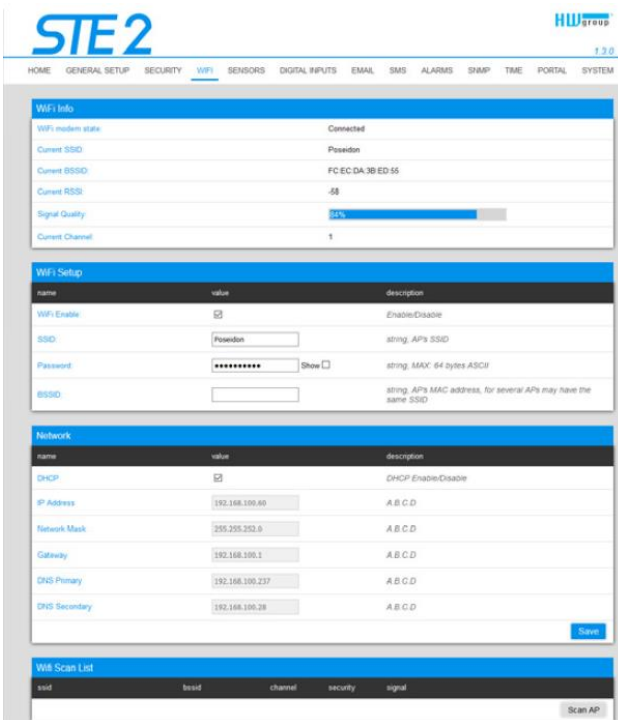 STE 2
HW group
1.3.0
HOME GENERAL SETUP SECURITY WIFI SENSORS DIGITAL INPUTS EMAIL SMS ALARMS SNMP TIME PORTAL SYSTEM
WiFi Info
WiFi modem state: Connected
Current SSID: Poseidon
Current BSSID: FC:EC:DA:3B:ED:55
Current RSSI: -58
Signal Quality: 84%
Current Channel: 1
WiFi Setup
name value description
WiFi Enable: Enable/Disable
SSID: Poseidon string, AP's SSID
Password: •••••••••• Show string, MAX: 64 bytes ASCII
BSSID string, AP's MAC address, for several APs may have the
same SSID
Network
name value description
DHCP DHCP Enable/Disable
IP Address 192.168.100.60 A.B.C.D
Network Mask 255.255.252.0 A.B.C.D
Gateway 192.168.100.1 A.B.C.D
DNS Primary 192.168.100.237 A.B.C.D
DNS Secondary 192.168.100.28 A.B.C.D
Save
Wifi Scan List
ssid bssid channel security signal
Scan AP